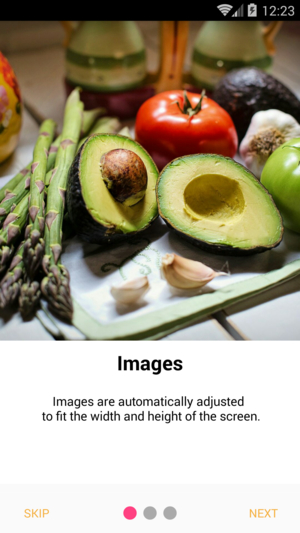 12:23
Images
Images are automatically adjusted
to fit the width and height of the screen.
SKIP
NEXT